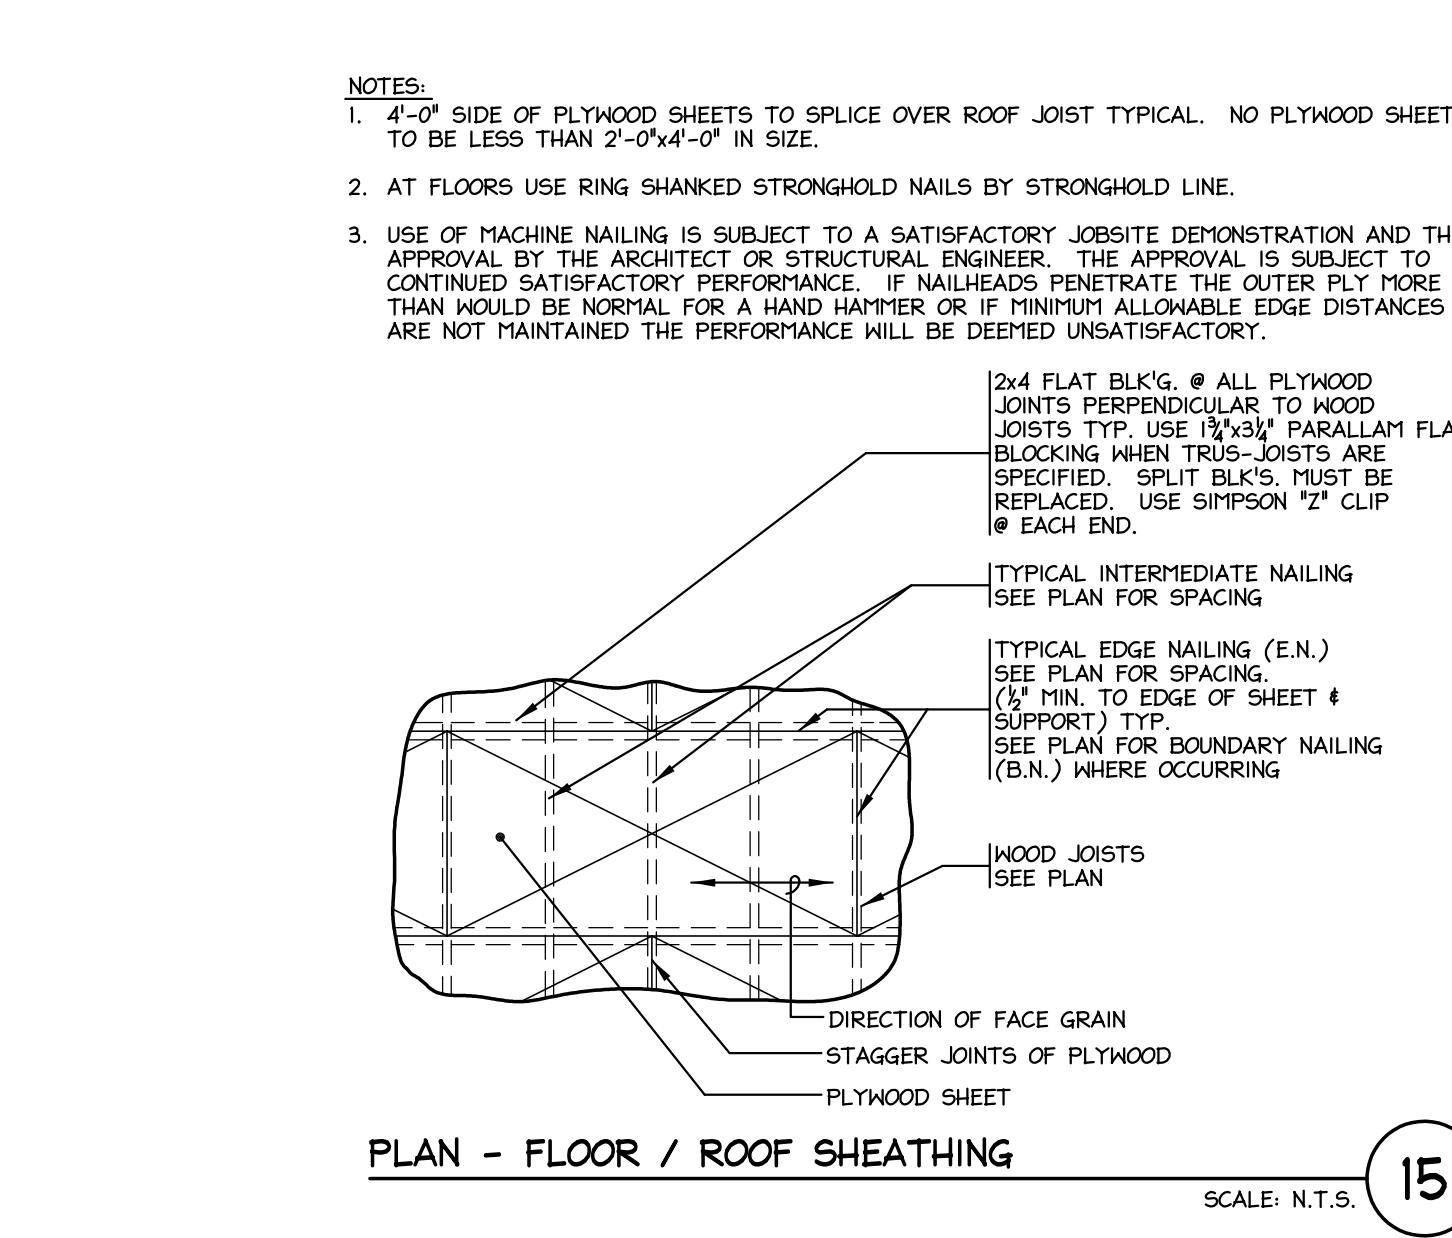 NOTES:
1. 4'-0" SIDE OF PLYWOOD SHEETS TO SPLICE OVER ROOF JOIST TYPICAL. NO PLYWOOD SHEET
TO BE LESS THAN 2'-0"x4'-0" IN SIZE.
2. AT FLOORS USE RING SHANKED STRONGHOLD NAILS BY STRONGHOLD LINE.
3. USE OF MACHINE NAILING IS SUBJECT TO A SATISFACTORY JOBSITE DEMONSTRATION AND TH
APPROVAL BY THE ARCHITECT OR STRUCTURAL ENGINEER. THE APPROVAL IS SUBJECT TO
CONTINUED SATISFACTORY PERFORMANCE. IF NAILHEADS PENETRATE THE OUTER PLY MORE
THAN WOULD BE NORMAL FOR A HAND HAMMER OR IF MINIMUM ALLOWABLE EDGE DISTANCES
ARE NOT MAINTAINED THE PERFORMANCE WILL BE DEEMED UNSATISFACTORY.
2x4 FLAT BLK'G. @ ALL PLYWOOD
JOINTS PERPENDICULAR TO WOOD
JOISTS TYP. USE 1¾"x3¼" PARALLAM FLA
BLOCKING WHEN TRUS-JOISTS ARE
SPECIFIED. SPLIT BLK'S. MUST BE
REPLACED. USE SIMPSON "Z" CLIP
@ EACH END.
TYPICAL INTERMEDIATE NAILING
SEE PLAN FOR SPACING
TYPICAL EDGE NAILING (E.N.)
SEE PLAN FOR SPACING.
(½" MIN. TO EDGE OF SHEET &
SUPPORT) TYP.
SEE PLAN FOR BOUNDARY NAILING
(B.N.) WHERE OCCURRING
WOOD JOISTS
SEE PLAN
DIRECTION OF FACE GRAIN
STAGGER JOINTS OF PLYWOOD
PLYWOOD SHEET
PLAN - FLOOR / ROOF SHEATHING
15
SCALE: N.T.S.